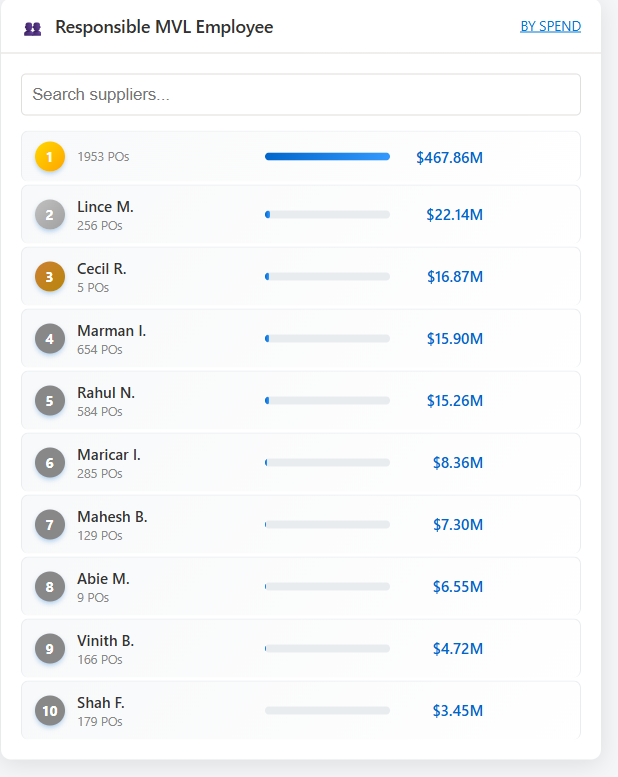 Responsible MVL Employee
BY SPEND
Search suppliers...
1
1953 POs
$467.86M
2
Lince M.
256 POs
$22.14M
3
Cecil R.
5 POs
$16.87M
4
Marman I.
654 POs
$15.90M
5
Rahul N.
584 POs
$15.26M
6
Maricar I.
285 POs
$8.36M
7
Mahesh B.
129 POs
$7.30M
8
Abie M.
9 POs
$6.55M
9
Vinith B.
166 POs
$4.72M
10
Shah F.
179 POs
$3.45M